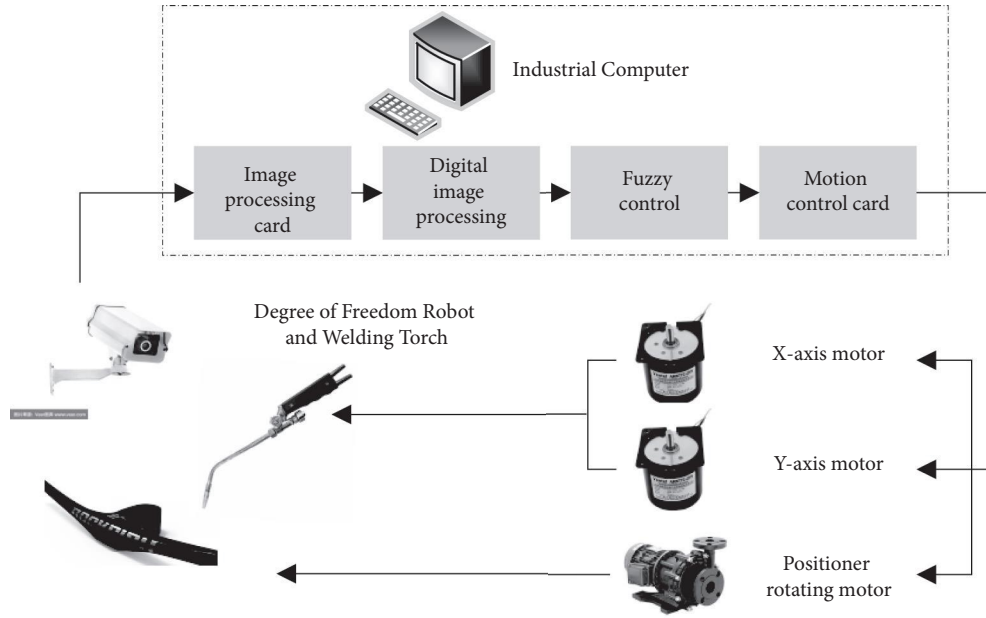 Industrial Computer
Image
processing
card
Digital
image
processing
Fuzzy
control
Motion
control card
Degree of Freedom Robot
and Welding Torch
X-axis motor
Y-axis motor
Positioner
rotating motor